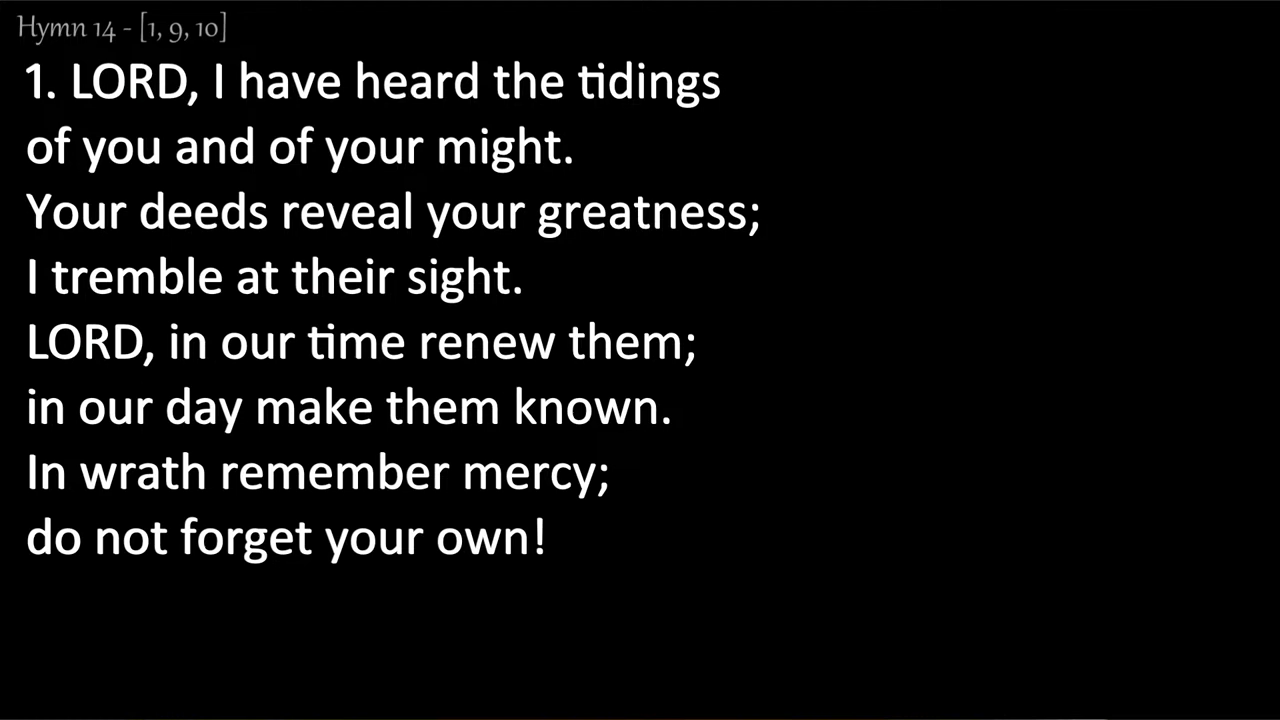 Hymn 14 - [1, 9, 10]
1. LORD, I have heard the tidings
of you and of your might.
Your deeds reveal your greatness;
I tremble at their sight.
LORD, in our time renew them;
in our day make them known.
In wrath remember mercy;
do not forget your own!